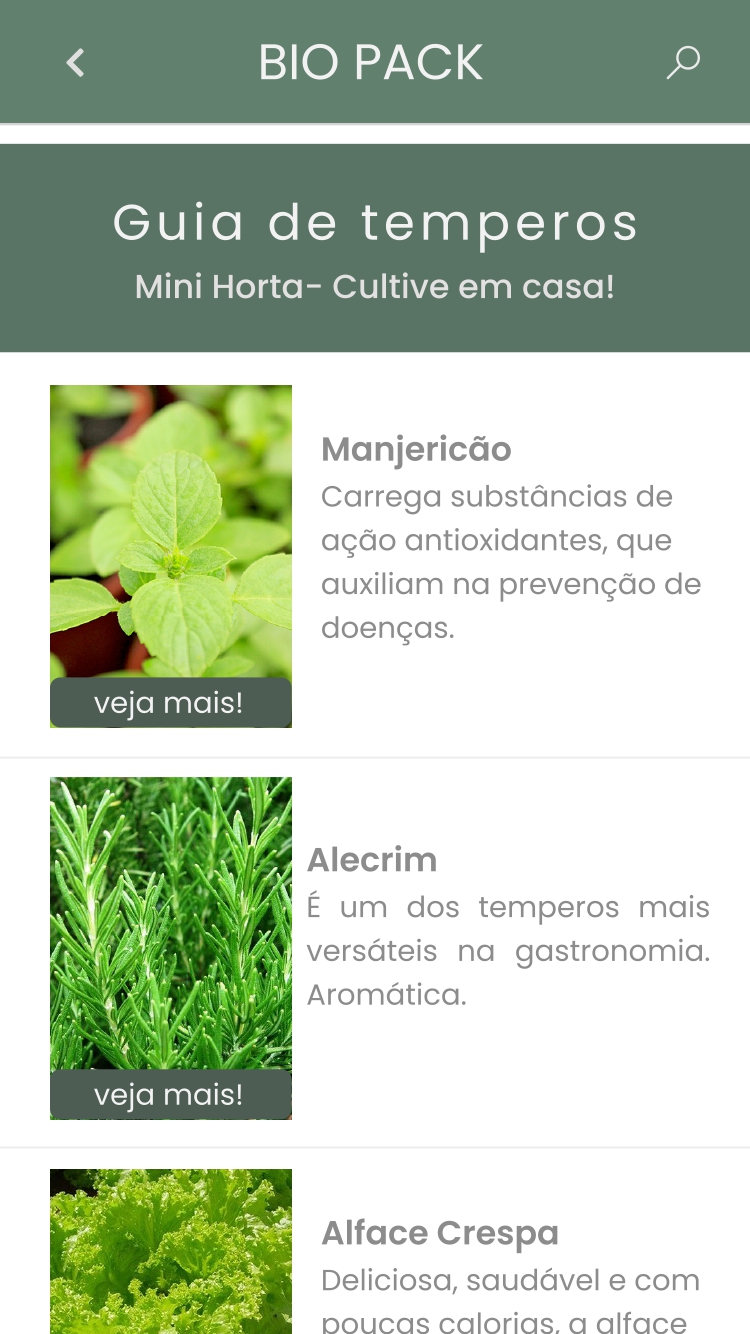 BIO PACK
Guia de temperos
Mini Horta- Cultive em casa!
Manjericão
Carrega substâncias de
ação antioxidantes, que
auxiliam na prevenção de
doenças.
veja mais!
Alecrim
É um dos temperos mais
versáteis na gastronomia.
Aromática.
veja mais!
Alface Crespa
Deliciosa, saudável e com
poucas calorias, a alface